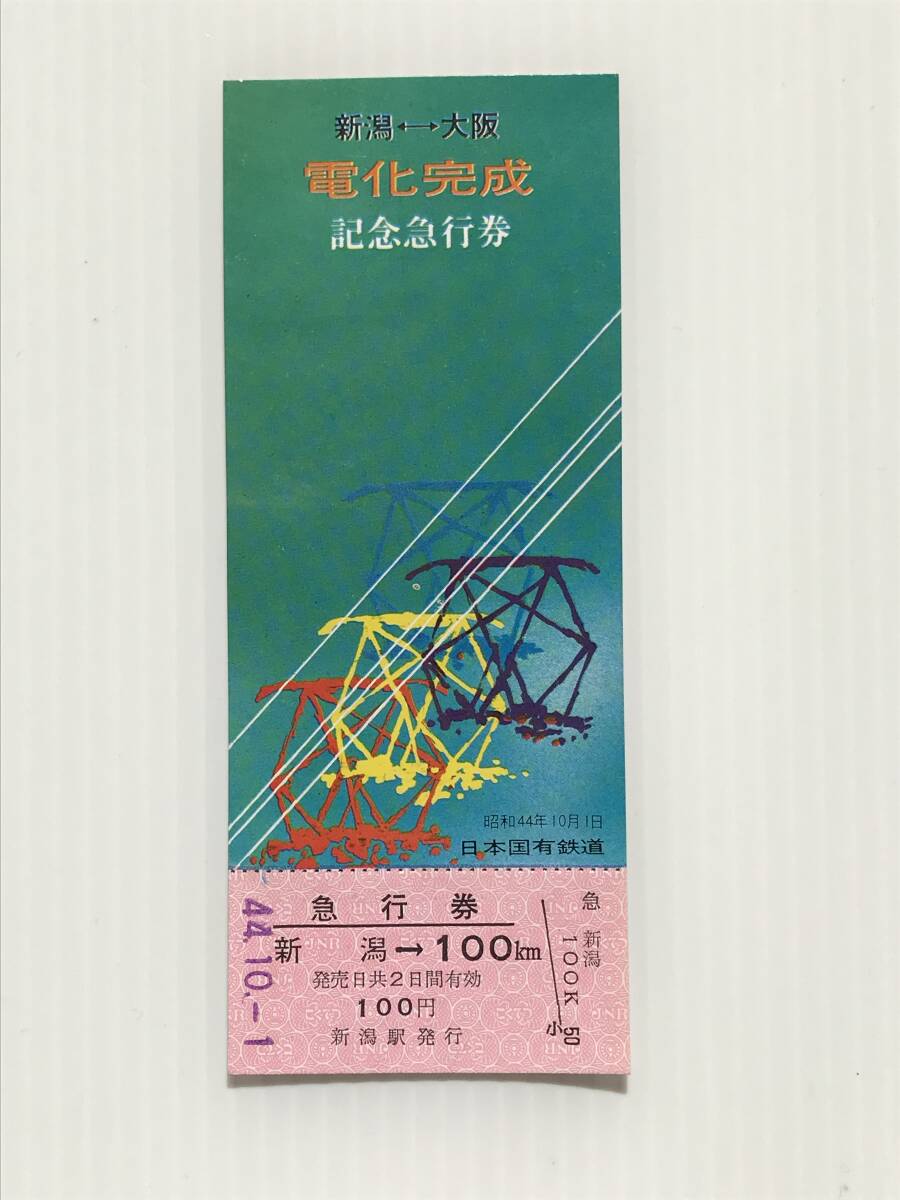 新潟⟷大阪
電化完成
記念急行券
昭和44年10月1日
日本国有鉄道
44.10.-1
急行券
新潟→100km
発売日共2日間有効
100円
新潟駅発行
急
新潟
100K
小
50
JNR